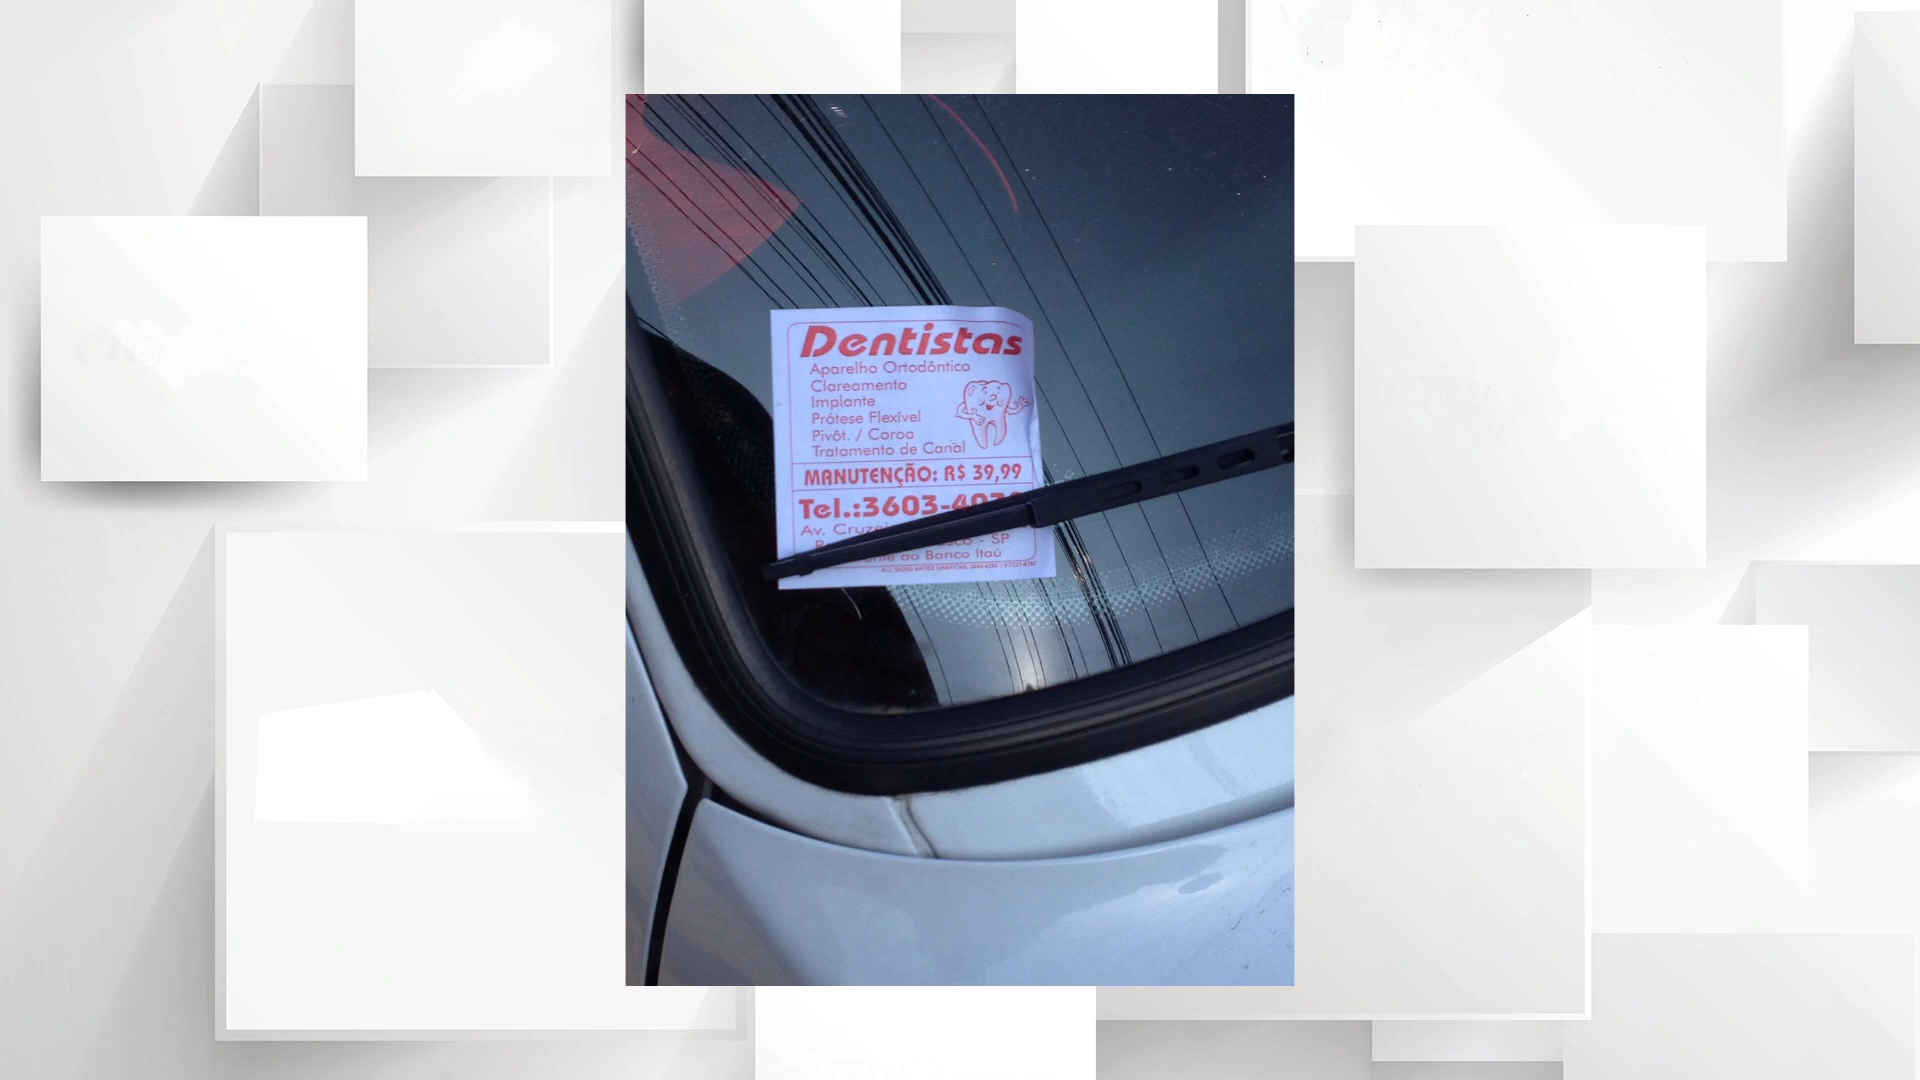 Dentistas
Aparelho Ortodôntico
Clareamento
Implante
Prótese Flexível
Pivôt. / Coroa
Tratamento de Canal
MANUTENÇÃO: R$ 39,99
Tel.:3603-
Av.
- SP
ao Banco Itaú